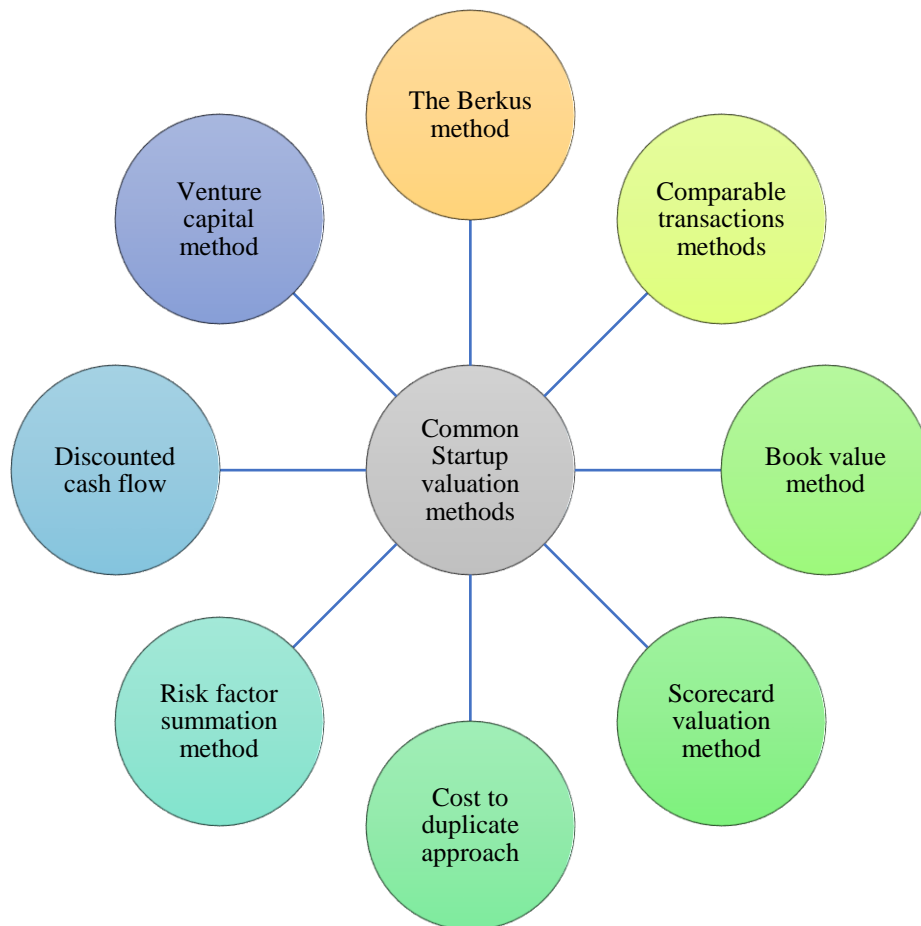 The Berkus
method
Comparable
transactions
methods
Book value
method
Scorecard
valuation
method
Cost to
duplicate
approach
Risk factor
summation
method
Discounted
cash flow
Venture
capital
method
Common
Startup
valuation
methods